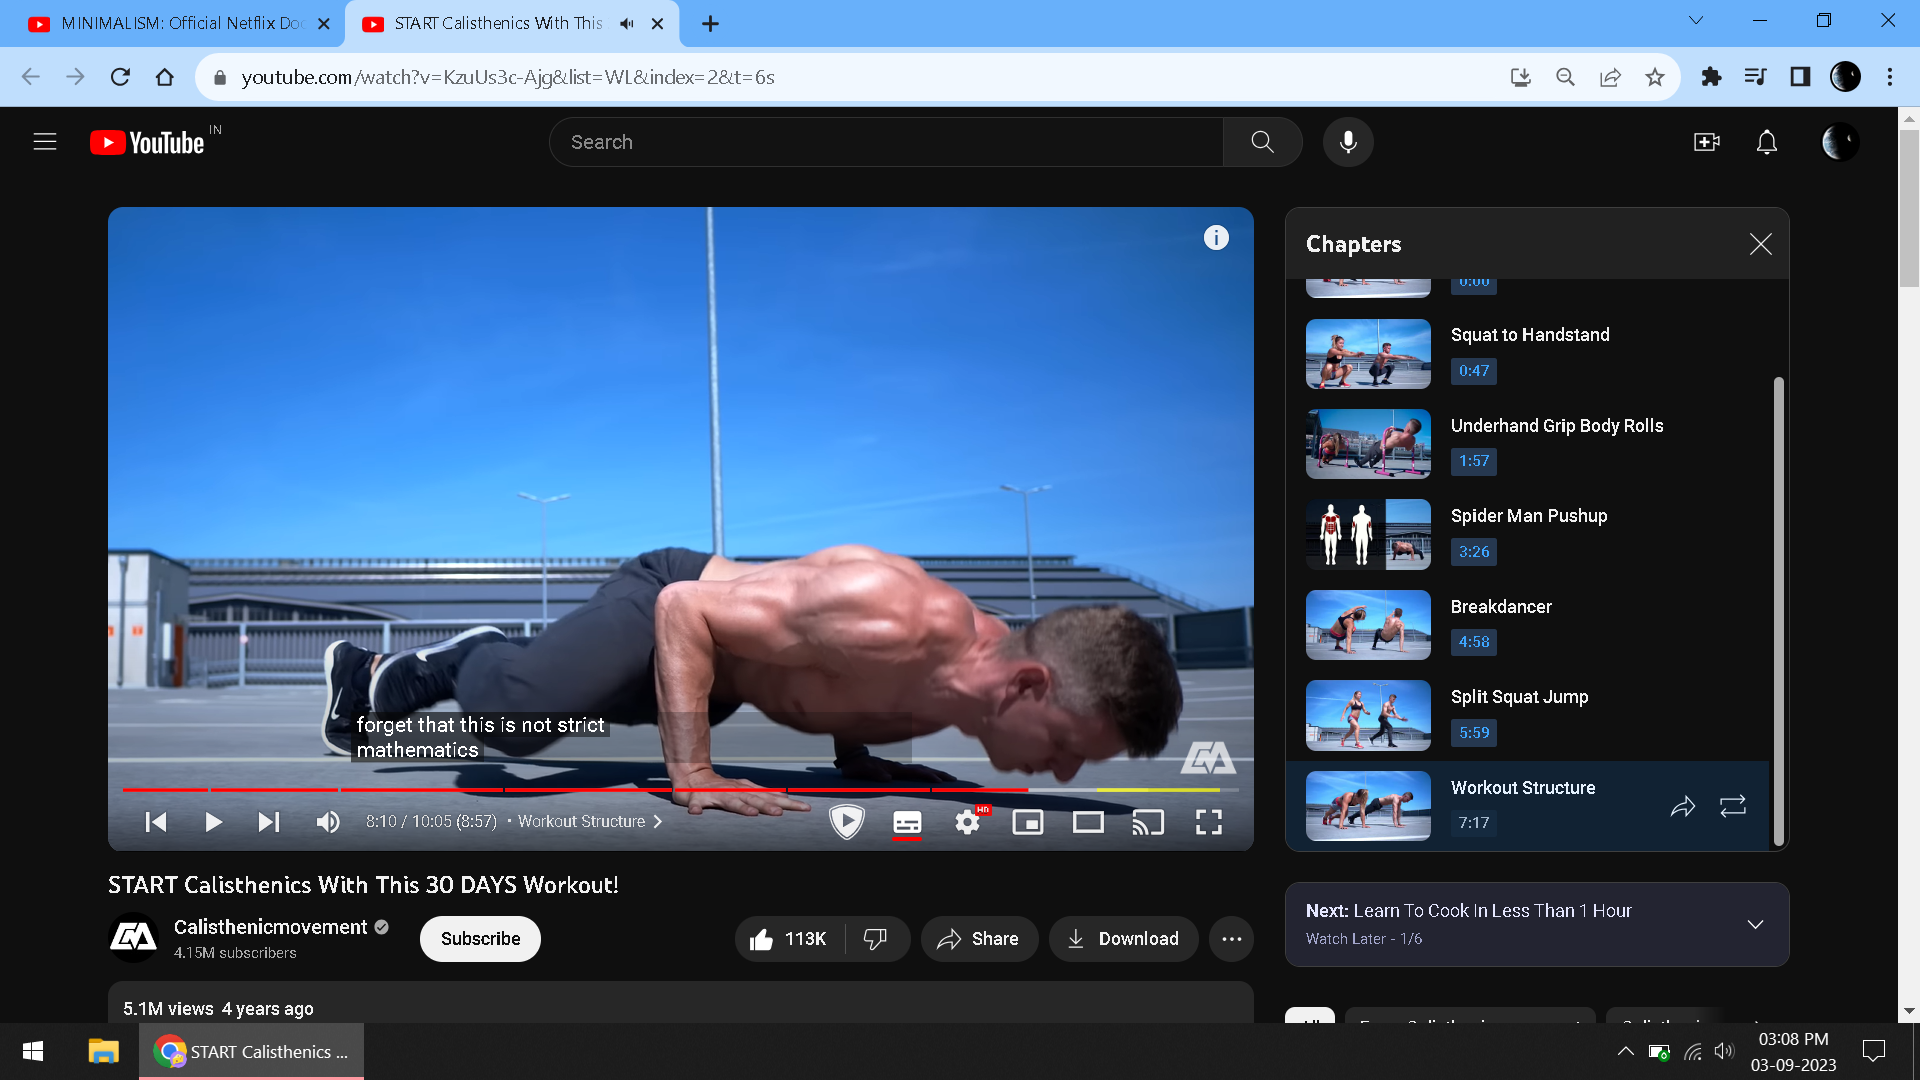 MINIMALISM: Official Netflix Doc
START Calisthenics With This
youtube.com/watch?v=KzuUs3c-Ajg&list=WL&index=2&t=6s
YouTube IN
Search
forget that this is not strict
mathematics
8:10 / 10:05 (8:57) • Workout Structure
HD
START Calisthenics With This 30 DAYS Workout!
Calisthenicmovement
4.15M subscribers
Subscribe
113K
Share
Download
5.1M views 4 years ago
Chapters
0:00
Squat to Handstand
0:47
Underhand Grip Body Rolls
1:57
Spider Man Pushup
3:26
Breakdancer
4:58
Split Squat Jump
5:59
Workout Structure
7:17
Next: Learn To Cook In Less Than 1 Hour
Watch Later - 1/6
START Calisthenics ...
03:08 PM
03-09-2023